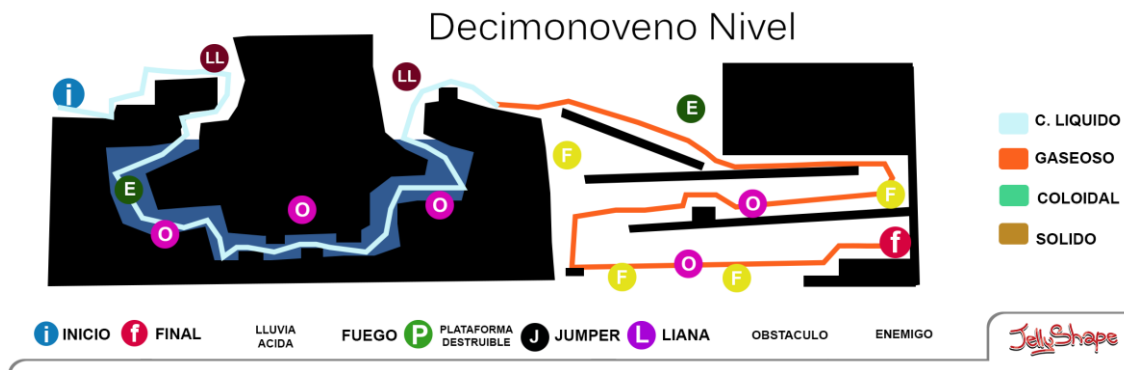 Decimonoveno Nivel
LL
LL
i
E
C. LIQUIDO
GASEOSO
F
E
F
COLOIDAL
O
O
O
O
SOLIDO
f
O
F
F
i INICIO
f FINAL
LLUVIA
ACIDA
FUEGO
P PLATAFORMA
DESTRUIBLE
J JUMPER
L LIANA
OBSTACULO
ENEMIGO
JellyShape